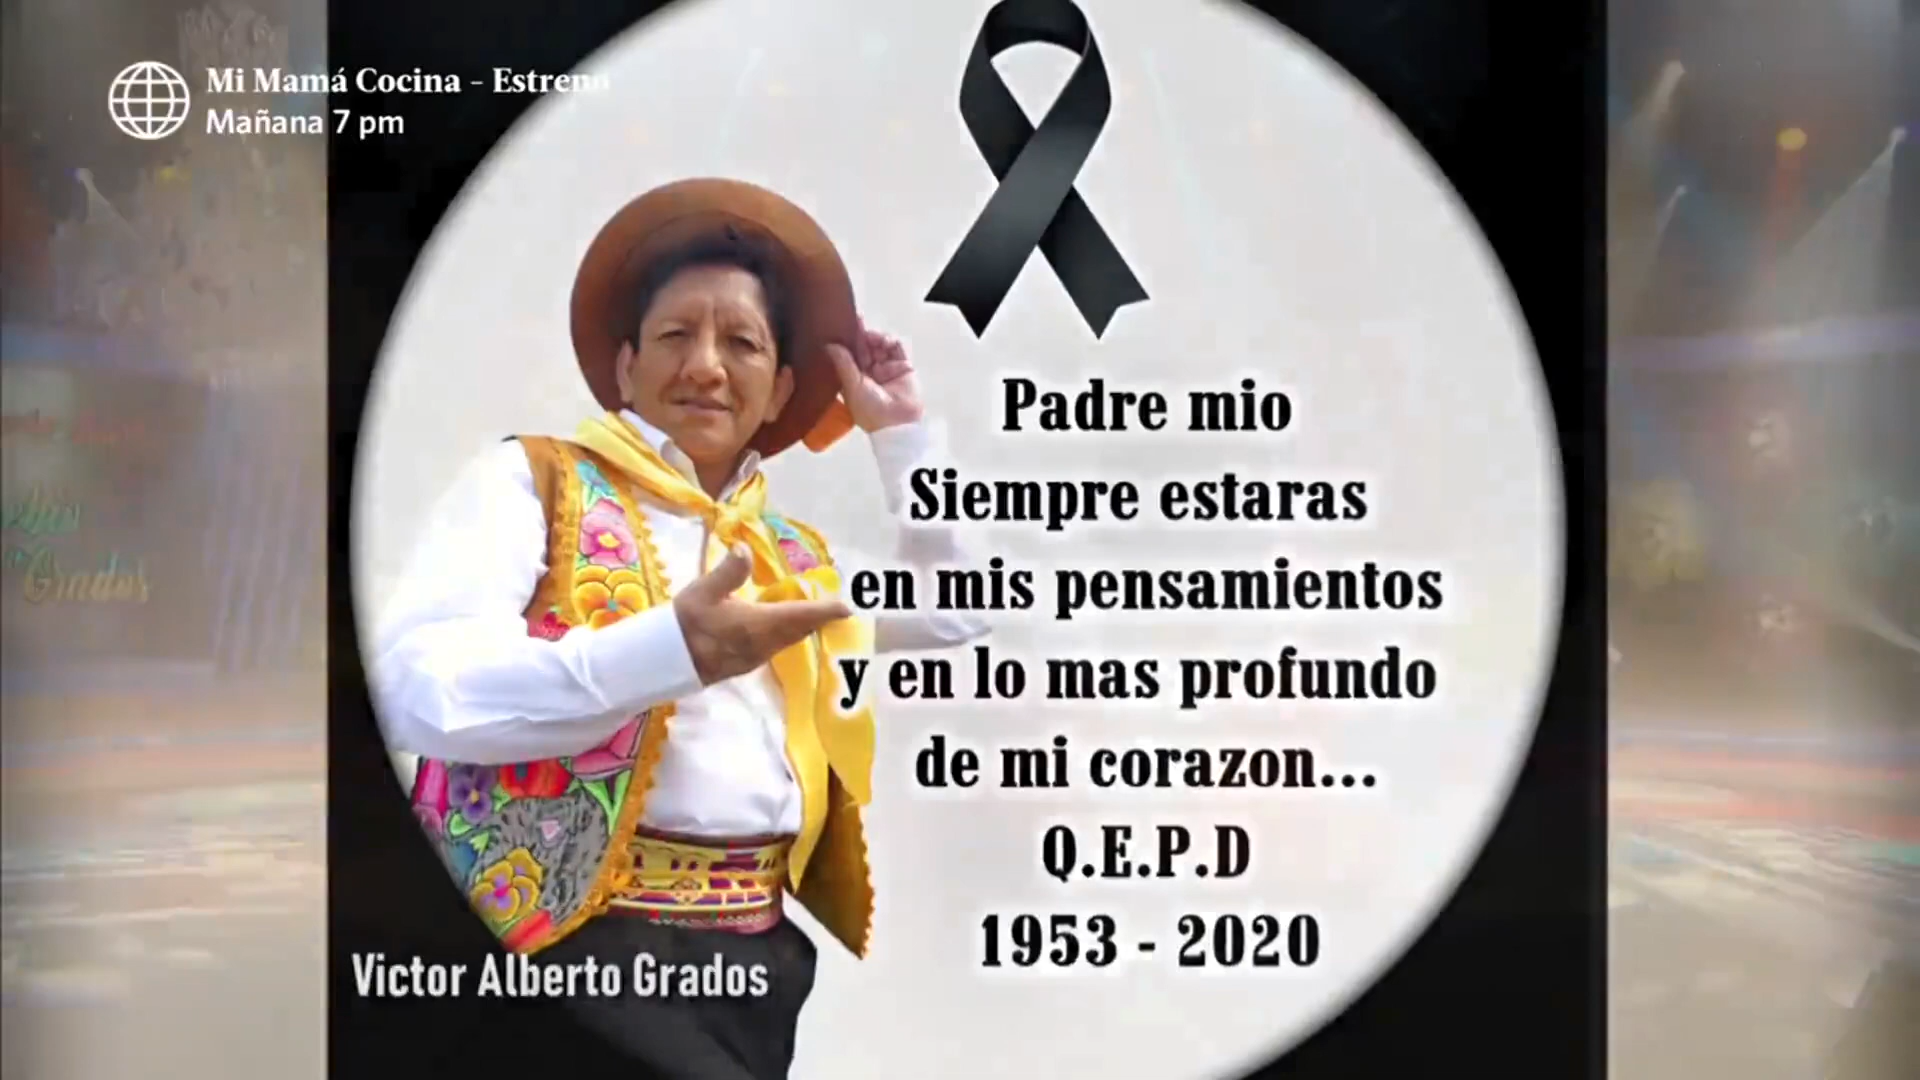 Mi Mamá Cocina - Estreno
Mañana 7 pm
Padre mio
Siempre estaras
en mis pensamientos
y en lo mas profundo
de mi corazon...
Q.E.P.D
1953 - 2020
Victor Alberto Grados
Grados